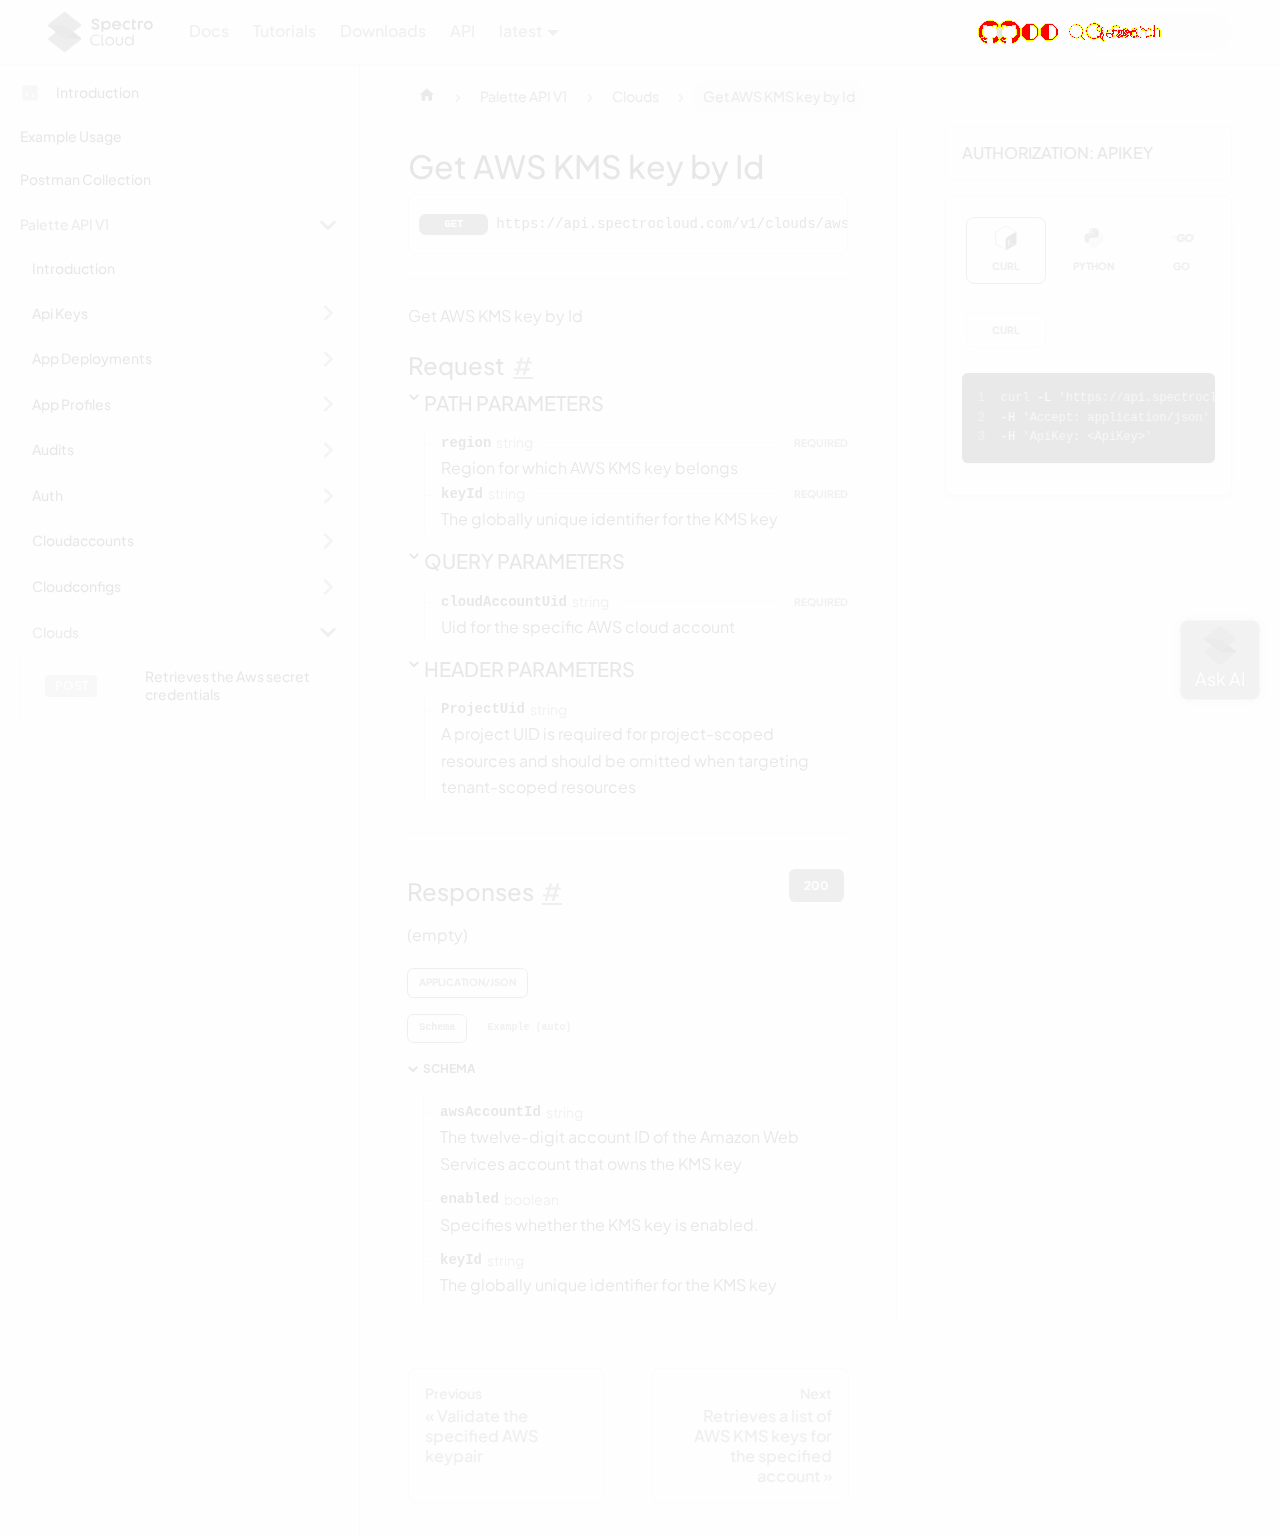 Spectro
Cloud
Docs
Tutorials
Downloads
API
latest
Search
Introduction
Example Usage
Postman Collection
Palette API V1
Introduction
Api Keys
App Deployments
App Profiles
Audits
Auth
Cloudaccounts
Cloudconfigs
Clouds
POST
Retrieves the Aws secret
credentials
Palette API V1
Clouds
Get AWS KMS key by Id
Get AWS KMS key by Id
GET
https://api.spectrocloud.com/v1/clouds/aws
Get AWS KMS key by Id
Request #
PATH PARAMETERS
region string REQUIRED
Region for which AWS KMS key belongs
keyId string REQUIRED
The globally unique identifier for the KMS key
QUERY PARAMETERS
cloudAccountUid string REQUIRED
Uid for the specific AWS cloud account
HEADER PARAMETERS
ProjectUid string
A project UID is required for project-scoped
resources and should be omitted when targeting
tenant-scoped resources
Responses #
200
(empty)
APPLICATION/JSON
Schema
Example (auto)
SCHEMA
awsAccountId string
The twelve-digit account ID of the Amazon Web
Services account that owns the KMS key
enabled boolean
Specifies whether the KMS key is enabled.
keyId string
The globally unique identifier for the KMS key
Previous
« Validate the
specified AWS
keypair
Next
Retrieves a list of
AWS KMS keys for
the specified
account »
AUTHORIZATION: APIKEY
CURL
PYTHON
GO
GO
CURL
1 curl -L 'https://api.spectrocl
2 -H 'Accept: application/json'
3 -H 'ApiKey: <ApiKey>'
Ask AI